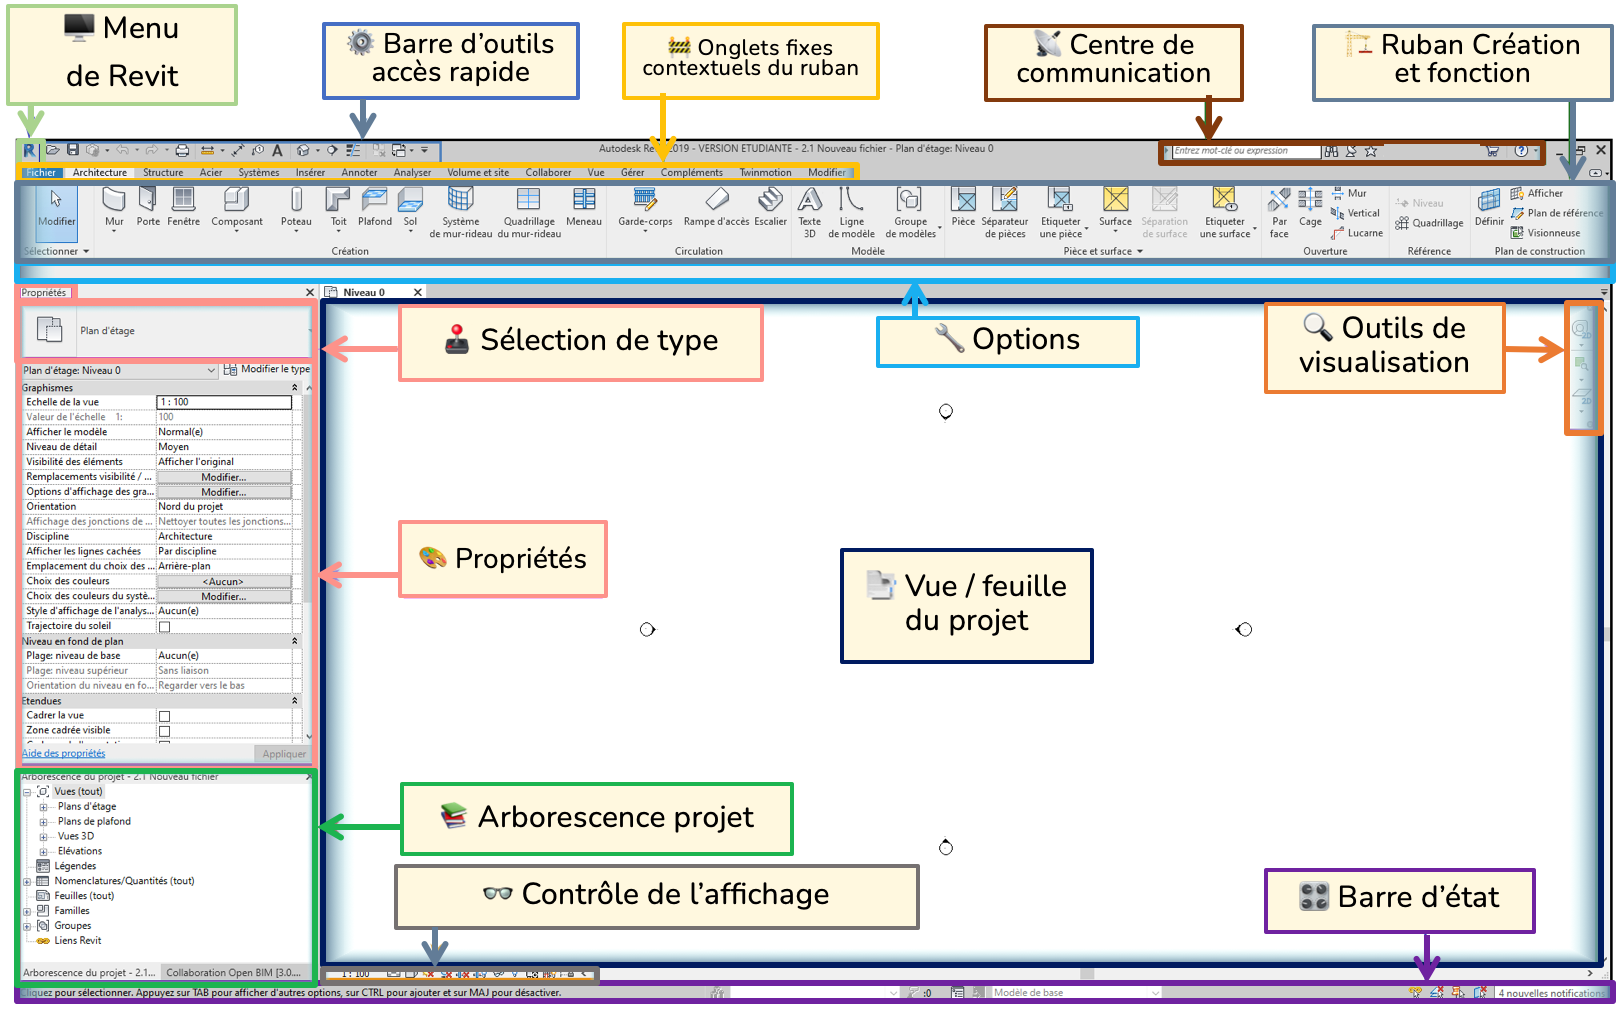 Menu
de Revit
Barre d’outils
accès rapide
Onglets fixes
contextuels du ruban
Centre de
communication
Ruban Création
et fonction
Autodesk Re 2019 - VERSION ETUDIANTE - 2.1 Nouveau fichier - Plan d'étage: Niveau 0
Entrez mot-clé ou expression
Fichier Architecture Structure Acier Systèmes Insérer Annoter Analyser Volume et site Collaborer Vue Gérer Compléments Twinmotion Modifier
Modifier
Mur Porte Fenêtre Composant Poteau Toit Plafond Sol
Système
de mur-rideau
Quadrillage
du mur-rideau
Meneau
Garde-corps Rampe d'accès Escalier
Texte
3D
Ligne
de modèle
Groupe
de modèles
Pièce
Séparateur
de pièces
Etiqueter
une pièce
Surface
Séparation
de surface
Etiqueter
une surface
Par
face
Cage
Mur
Vertical
Lucarne
Niveau
Quadrillage
Définir
Afficher
Plan de référence
Visionneuse
Sélectionner Création Circulation Modèle Pièce et surface Ouverture Référence Plan de construction
Propriétés
Niveau 0
Plan d'étage
Sélection de type
Options
Outils de
visualisation
2D
2D
Plan d'étage: Niveau 0 Modifier le type
Graphismes
Echelle de la vue 1 : 100
Valeur de l'échelle 1: 100
Afficher le modèle Normal(e)
Niveau de détail Moyen
Visibilité des éléments Afficher l'original
Remplacements visibilité / ... Modifier...
Options d'affichage des gra... Modifier...
Orientation Nord du projet
Affichage des jonctions de ... Nettoyer toutes les jonctions...
Discipline Architecture
Afficher les lignes cachées Par discipline
Emplacement du choix des ... Arrière-plan
Choix des couleurs <Aucun>
Choix des couleurs du systè... Modifier...
Style d'affichage de l'analys... Aucun(e)
Trajectoire du soleil
Niveau en fond de plan
Plage: niveau de base Aucun(e)
Plage: niveau supérieur Sans liaison
Orientation du niveau en fo... Regarder vers le bas
Etendues
Cadrer la vue
Zone cadrée visible
Aide des propriétés Appliquer
Propriétés
Vue / feuille
du projet
Arborescence du projet - 2.1 Nouveau fichier
Vues (tout)
Plans d'étage
Plans de plafond
Vues 3D
Elévations
Légendes
Nomenclatures/Quantités (tout)
Feuilles (tout)
Familles
Groupes
Liens Revit
Arborescence du projet - 2.1... Collaboration Open BIM [3.0....
Arborescence projet
Contrôle de l’affichage
Barre d’état
1 : 100
Cliquez pour sélectionner. Appuyez sur TAB pour afficher d'autres options, sur CTRL pour ajouter et sur MAJ pour désactiver.
:0
Modèle de base
4 nouvelles notifications